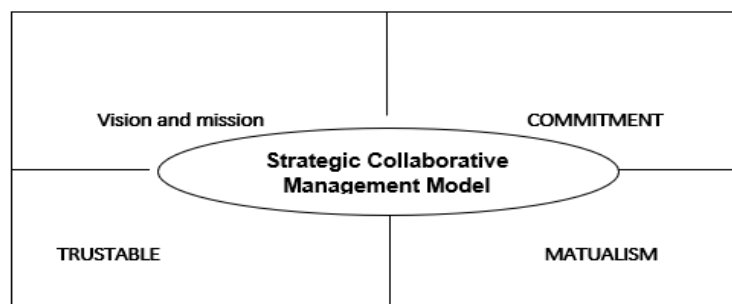 Vision and mission
COMMITMENT
Strategic Collaborative
Management Model
TRUSTABLE
MATUALISM